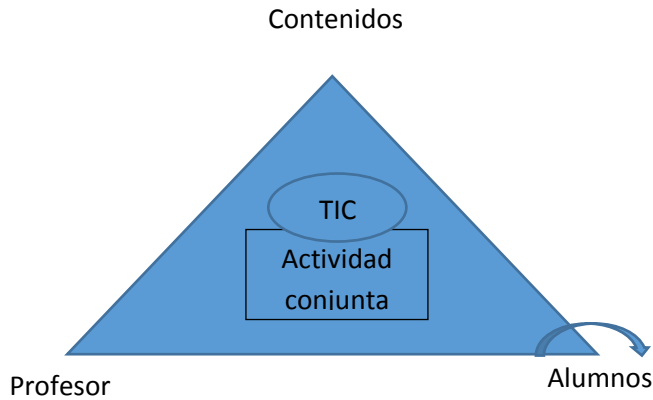 Contenidos
TIC
Actividad
conjunta
Profesor
Alumnos